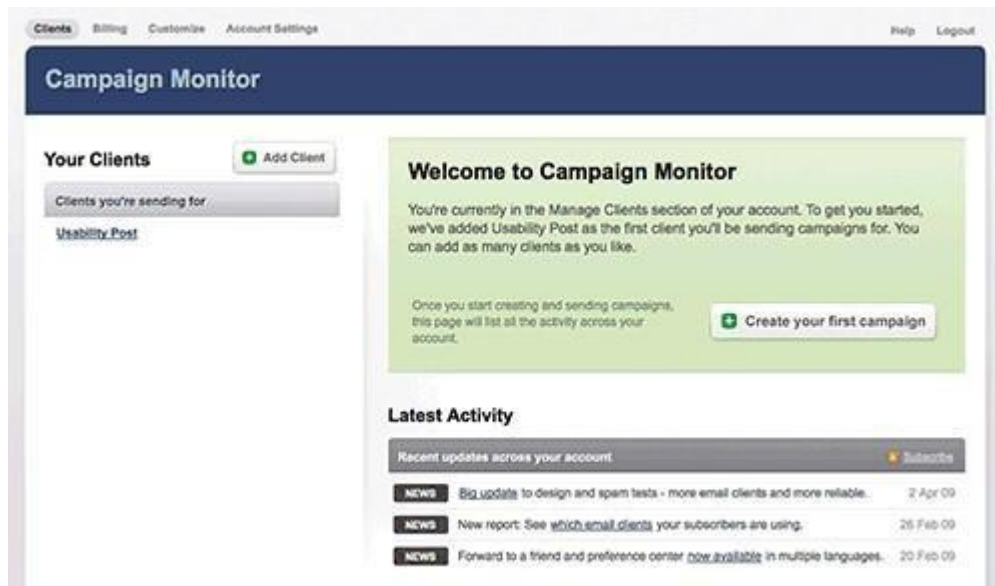 Clients Billing Customize Account Settings Help Logout
Campaign Monitor
Your Clients
Add Client
Clients you're sending for
Usability Post
Welcome to Campaign Monitor
You're currently in the Manage Clients section of your account. To get you started,
we've added Usability Post as the first client you'll be sending campaigns for. You
can add as many clients as you like.
Once you start creating and sending campaigns,
this page will list all the activity across your
account.
Create your first campaign
Latest Activity
Recent updates across your account Subscribe
NEWS Big update to design and spam tests - more email clients and more reliable. 2 Apr 09
NEWS New report: See which email clients your subscribers are using. 26 Feb 09
NEWS Forward to a friend and preference center now available in multiple languages. 20 Feb 09